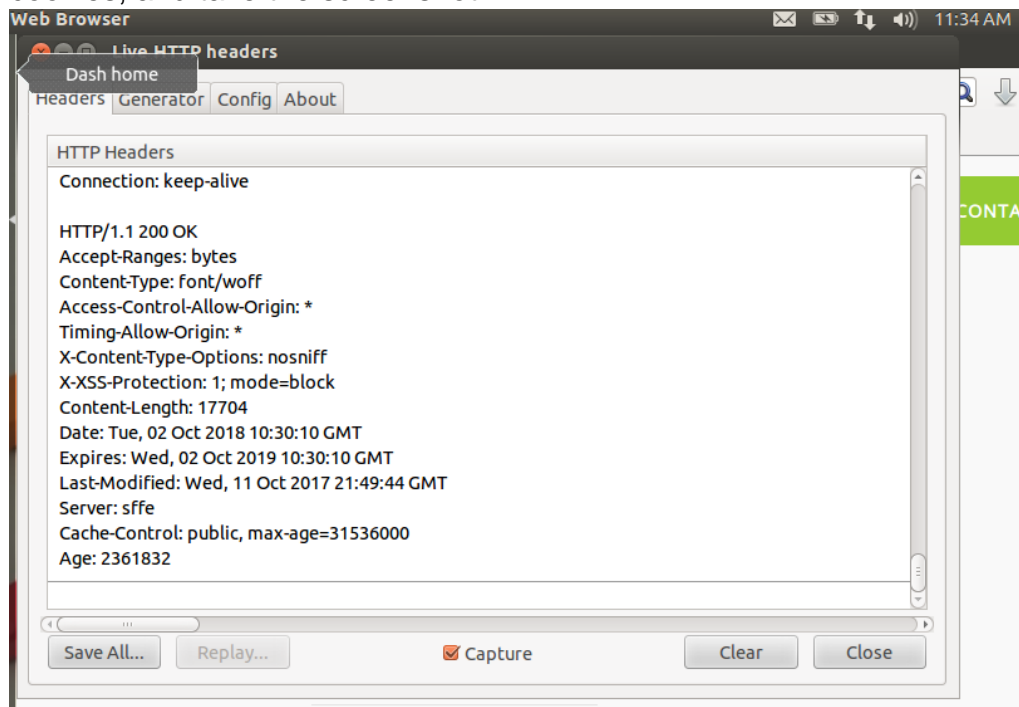 Web Browser
11:34 AM
Live HTTP headers
Dash home
Headers Generator Config About
CONTA
HTTP Headers
Connection: keep-alive
HTTP/1.1 200 OK
Accept-Ranges: bytes
Content-Type: font/woff
Access-Control-Allow-Origin: *
Timing-Allow-Origin: *
X-Content-Type-Options: nosniff
X-XSS-Protection: 1; mode=block
Content-Length: 17704
Date: Tue, 02 Oct 2018 10:30:10 GMT
Expires: Wed, 02 Oct 2019 10:30:10 GMT
Last-Modified: Wed, 11 Oct 2017 21:49:44 GMT
Server: sffe
Cache-Control: public, max-age=31536000
Age: 2361832
Save All... Replay... Capture Clear Close